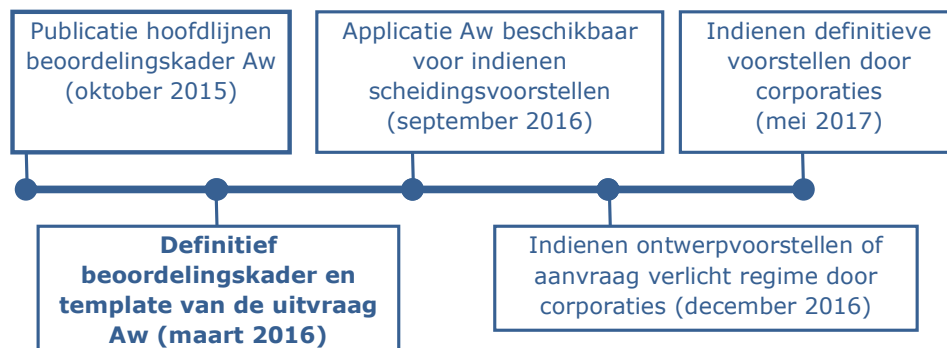 Publicatie hoofdlijnen
beoordelingskader Aw
(oktober 2015)
Applicatie Aw beschikbaar
voor indienen
scheidingsvoorstellen
(september 2016)
Indienen definitieve
voorstellen door
corporaties
(mei 2017)
Definitief
beoordelingskader en
template van de uitvraag
Aw (maart 2016)
Indienen ontwerpvoorstellen of
aanvraag verlicht regime door
corporaties (december 2016)